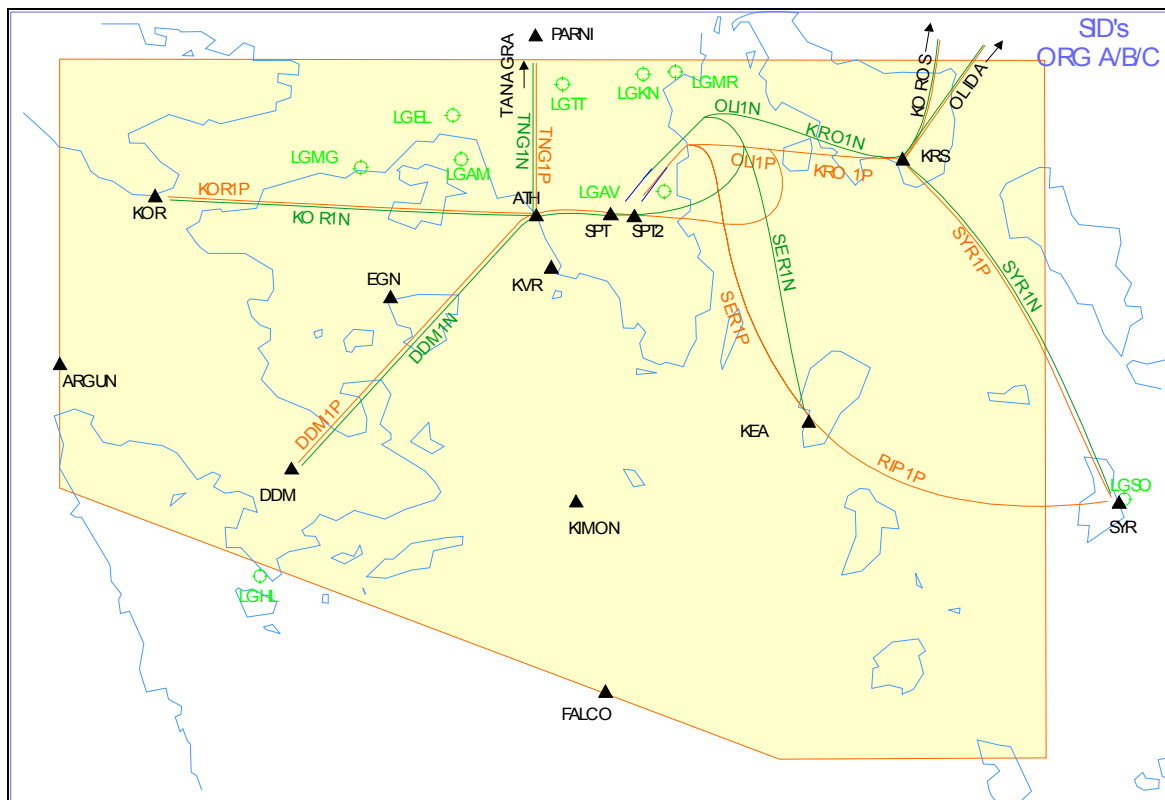 SID's
ORG A/B/C
PARNI
TANAGRA
KOROS
OLIDA
LGTT
LGKN
LGMR
LGEL
TNG1N
TNG1P
OLI1N
KRO1N
LGMG
LGAM
OLI1P
KRO 1P
KRS
KOR1P
KOR
KO R1N
ATH
LGAV
SPT
SPT2
SER1N
SYR1P
SYR1N
KVR
EGN
SER1P
DDM1N
ARGUN
DDM1P
KEA
DDM
RIP1P
LGSO
SYR
KIMON
LGHL
FALCO